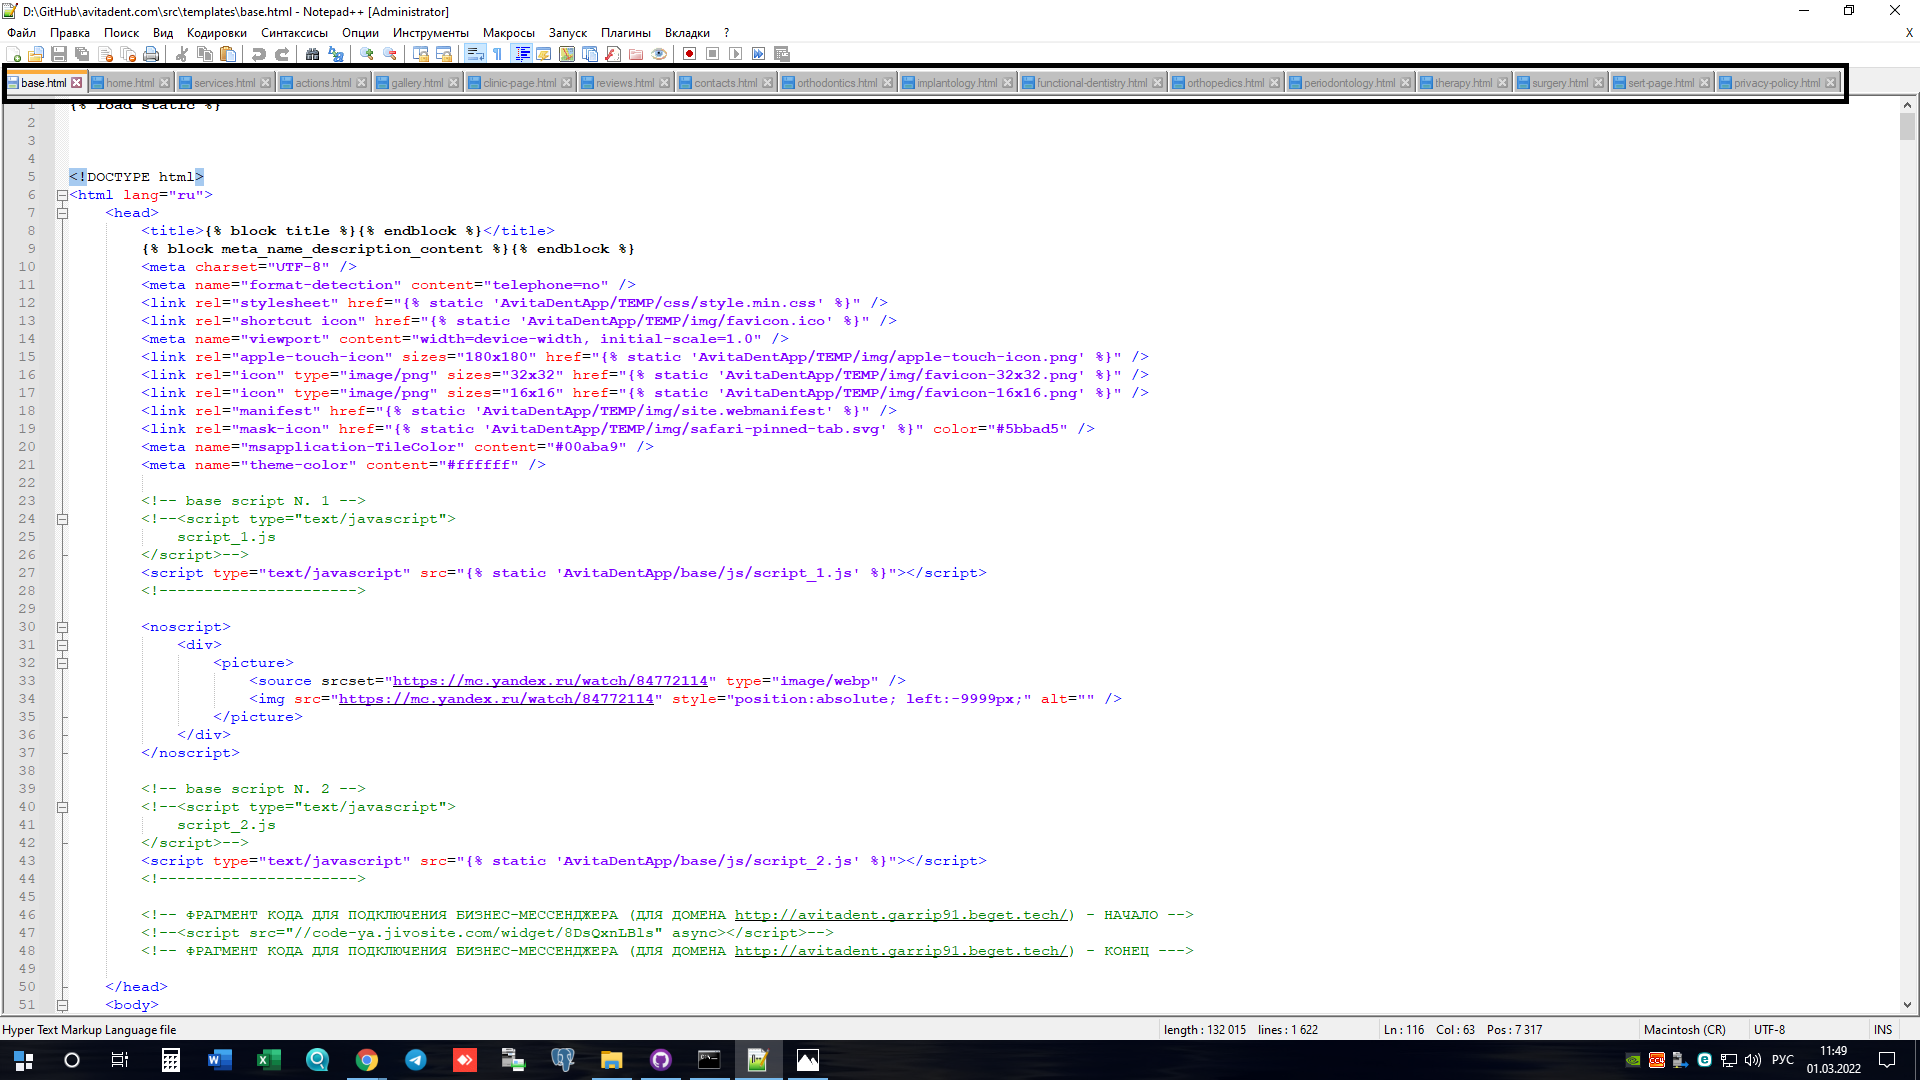 D:\GitHub\avitadent.com\src\templates\base.html - Notepad++ [Administrator]
Файл Правка Поиск Вид Кодировки Синтаксисы Опции Инструменты Макросы Запуск Плагины Вкладки ? X
base.html home.html services.html actions.html gallery.html clinic-page.html reviews.html contacts.html orthodontics.html implantology.html functional-dentistry.html orthopedics.html periodontology.html therapy.html surgery.html sert-page.html privacy-policy.html
1 {% load static %}
2
3
4
5 <!DOCTYPE html>
6 <html lang="ru">
7 <head>
8 <title>{% block title %}{% endblock %}</title>
9 {% block meta_name_description_content %}{% endblock %}
10 <meta charset="UTF-8" />
11 <meta name="format-detection" content="telephone=no" />
12 <link rel="stylesheet" href="{% static 'AvitaDentApp/TEMP/css/style.min.css' %}" />
13 <link rel="shortcut icon" href="{% static 'AvitaDentApp/TEMP/img/favicon.ico' %}" />
14 <meta name="viewport" content="width=device-width, initial-scale=1.0" />
15 <link rel="apple-touch-icon" sizes="180x180" href="{% static 'AvitaDentApp/TEMP/img/apple-touch-icon.png' %}" />
16 <link rel="icon" type="image/png" sizes="32x32" href="{% static 'AvitaDentApp/TEMP/img/favicon-32x32.png' %}" />
17 <link rel="icon" type="image/png" sizes="16x16" href="{% static 'AvitaDentApp/TEMP/img/favicon-16x16.png' %}" />
18 <link rel="manifest" href="{% static 'AvitaDentApp/TEMP/img/site.webmanifest' %}" />
19 <link rel="mask-icon" href="{% static 'AvitaDentApp/TEMP/img/safari-pinned-tab.svg' %}" color="#5bbad5" />
20 <meta name="msapplication-TileColor" content="#00aba9" />
21 <meta name="theme-color" content="#ffffff" />
22
23 <!-- base script N. 1 -->
24 <!--<script type="text/javascript">
25 script_1.js
26 </script>-->
27 <script type="text/javascript" src="{% static 'AvitaDentApp/base/js/script_1.js' %}"></script>
28 <!---------------------->
29
30 <noscript>
31 <div>
32 <picture>
33 <source srcset="https://mc.yandex.ru/watch/84772114" type="image/webp" />
34 <img src="https://mc.yandex.ru/watch/84772114" style="position:absolute; left:-9999px;" alt="" />
35 </picture>
36 </div>
37 </noscript>
38
39 <!-- base script N. 2 -->
40 <!--<script type="text/javascript">
41 script_2.js
42 </script>-->
43 <script type="text/javascript" src="{% static 'AvitaDentApp/base/js/script_2.js' %}"></script>
44 <!---------------------->
45
46 <!-- ФРАГМЕНТ КОДА ДЛЯ ПОДКЛЮЧЕНИЯ БИЗНЕС-МЕССЕНДЖЕРА (ДЛЯ ДОМЕНА http://avitadent.garrip91.beget.tech/) - НАЧАЛО -->
47 <!--<script src="//code-ya.jivosite.com/widget/8DsQxnLBls" async></script>-->
48 <!-- ФРАГМЕНТ КОДА ДЛЯ ПОДКЛЮЧЕНИЯ БИЗНЕС-МЕССЕНДЖЕРА (ДЛЯ ДОМЕНА http://avitadent.garrip91.beget.tech/) - КОНЕЦ --->
49
50 </head>
51 <body>
Hyper Text Markup Language file length : 132 015 lines : 1 622 Ln : 116 Col : 63 Pos : 7 317 Macintosh (CR) UTF-8 INS
РУС 11:49
01.03.2022